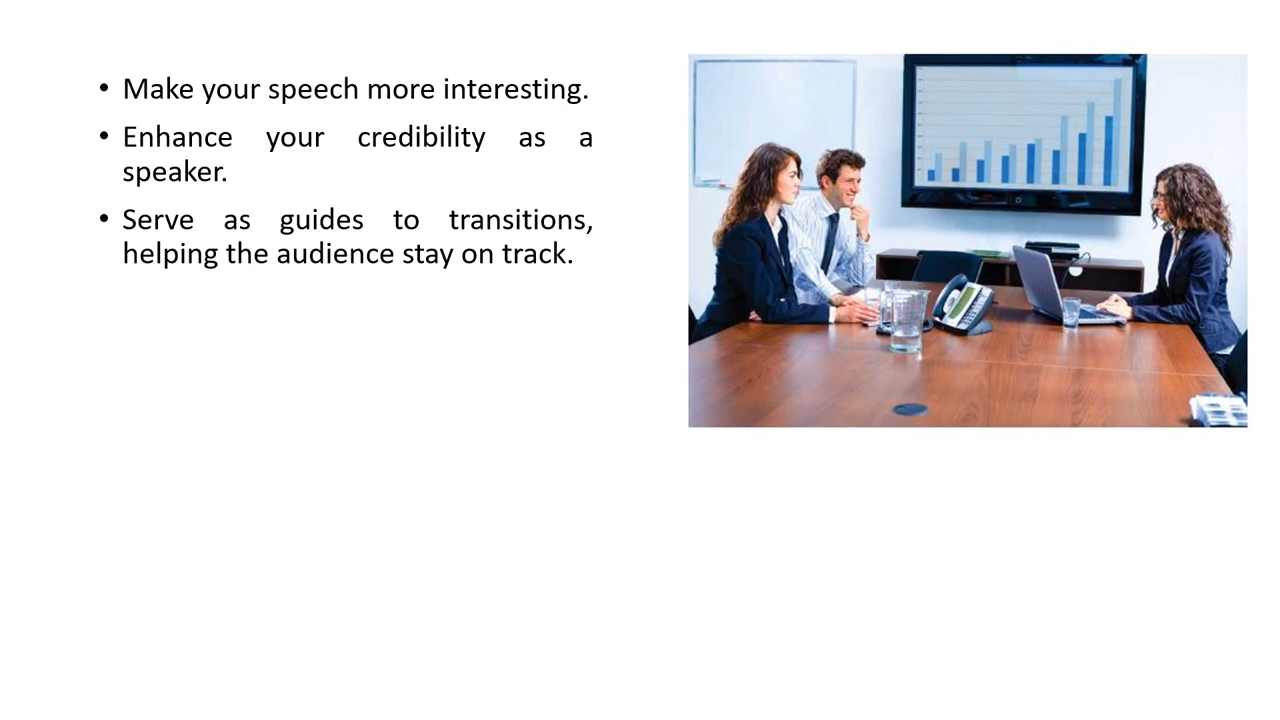 • Make your speech more interesting.
• Enhance your credibility as a
speaker.
• Serve as guides to transitions,
helping the audience stay on track.